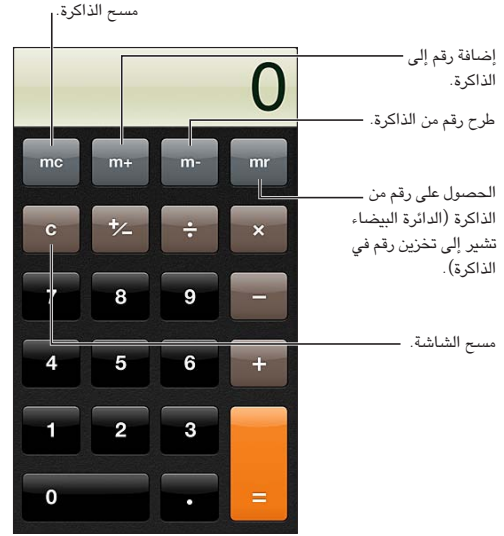 مسح الذاكرة.
إضافة رقم إلى
الذاكرة.
0
طرح رقم من الذاكرة.
mc m+ m- mr
الحصول على رقم من
الذاكرة (الدائرة البيضاء
تشير إلى تخزين رقم في
الذاكرة).
c +/− ÷ ×
7 8 9 −
مسح الشاشة.
4 5 6 +
1 2 3
0 . =